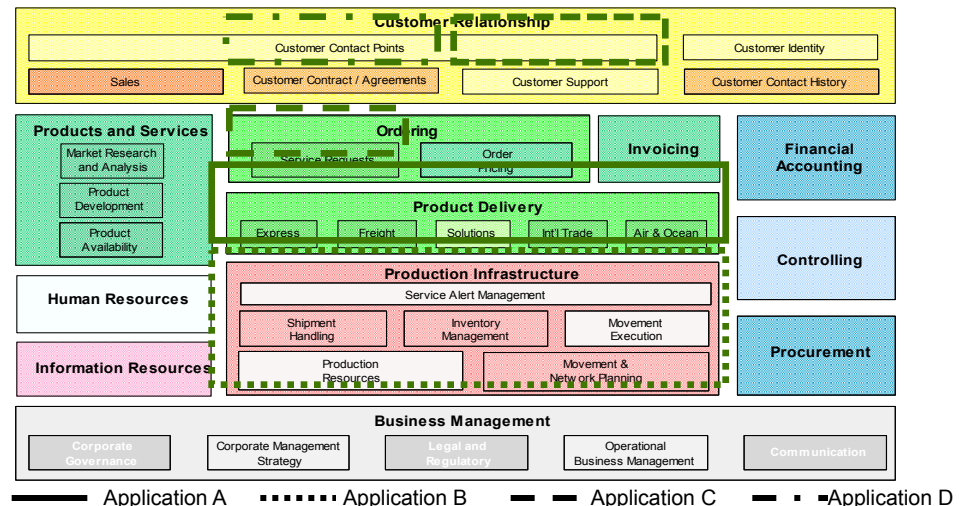 Customer Relationship
Customer Contact Points
Customer Identity
Sales
Customer Contract / Agreements
Customer Support
Customer Contact History
Products and Services
Market Research
and Analysis
Product
Development
Product
Availability
Ordering
Service Requests
Order
Pricing
Invoicing
Financial
Accounting
Product Delivery
Express
Freight
Solutions
Int'l Trade
Air & Ocean
Controlling
Human Resources
Production Infrastructure
Service Alert Management
Shipment
Handling
Inventory
Management
Movement
Execution
Production
Resources
Movement &
Network Planning
Information Resources
Procurement
Business Management
Corporate
Governance
Corporate Management
Strategy
Legal and
Regulatory
Operational
Business Management
Communication
Application A
Application B
Application C
Application D